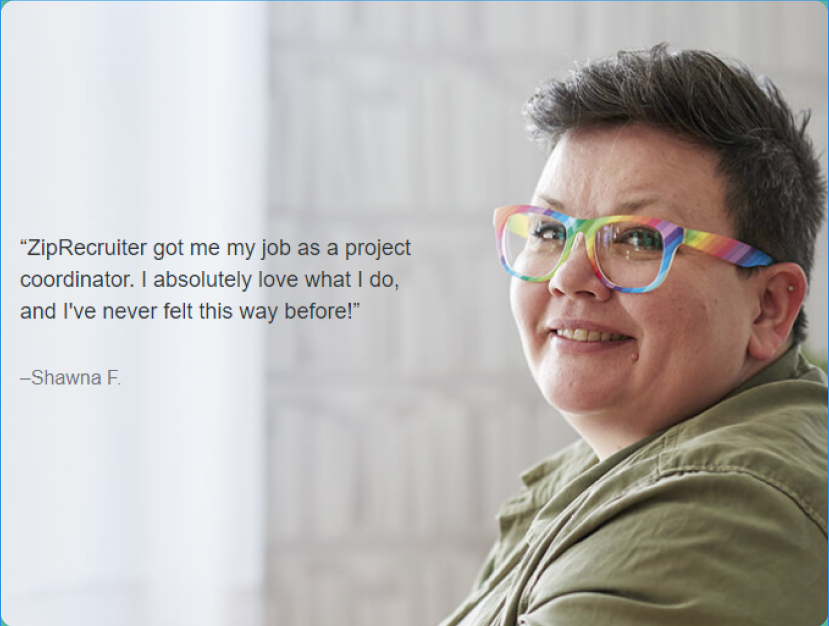 “ZipRecruiter got me my job as a project
coordinator. I absolutely love what I do,
and I've never felt this way before!”
–Shawna F.